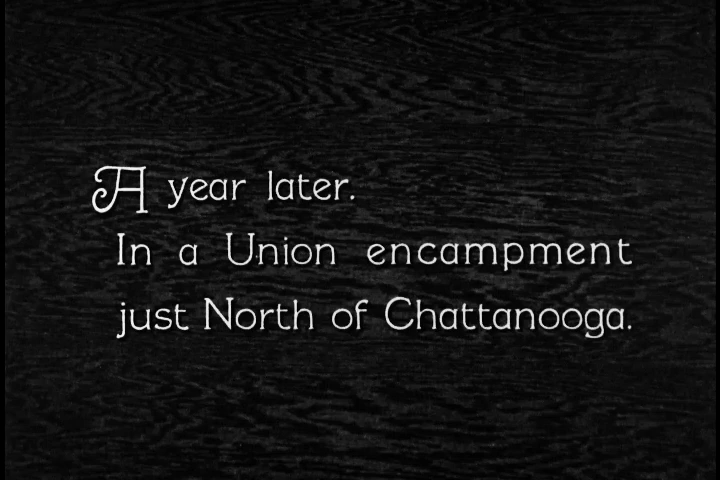 A year later.
In a Union encampment
just North of Chattanooga.